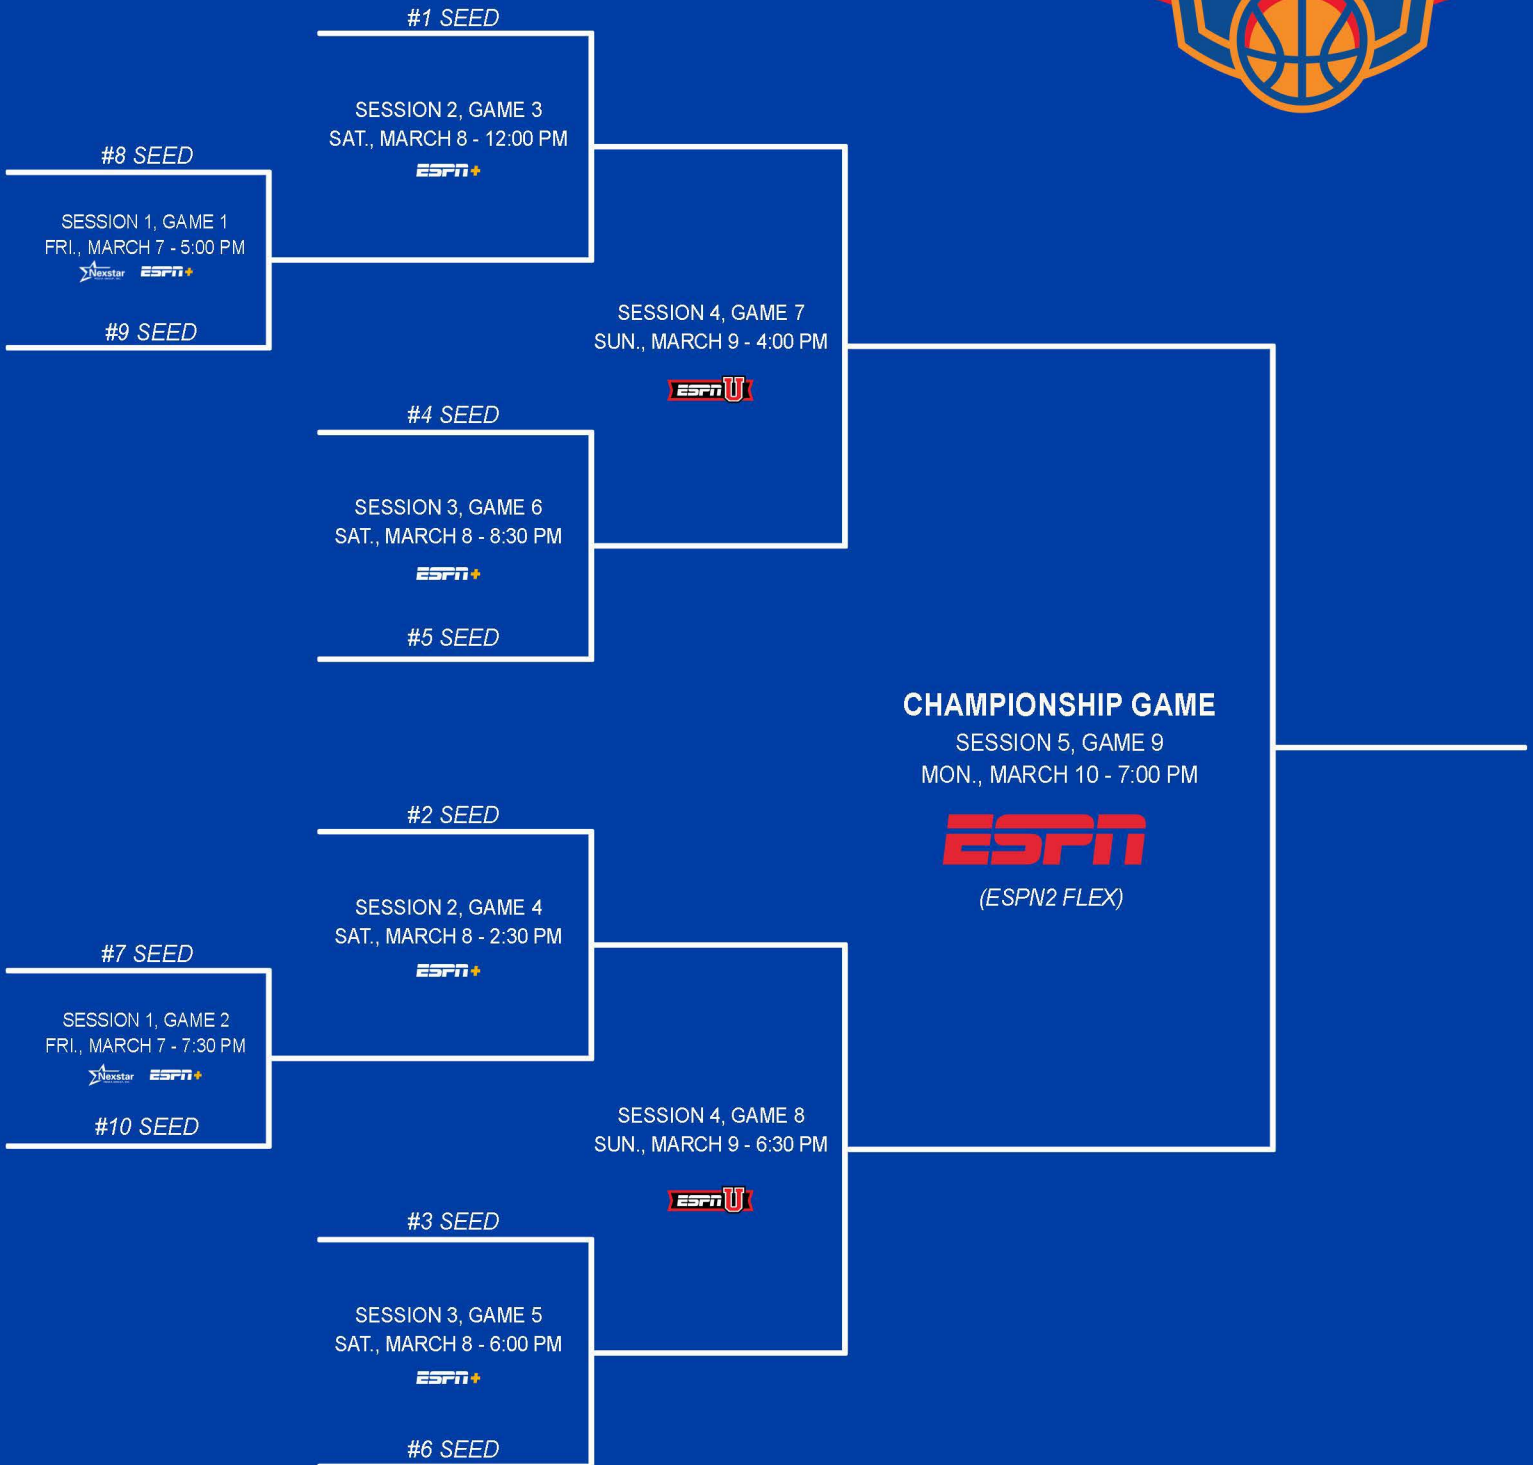 #1 SEED
SESSION 2, GAME 3
SAT., MARCH 8 - 12:00 PM
ESPN+
#8 SEED
SESSION 1, GAME 1
FRI., MARCH 7 - 5:00 PM
Nexstar ESPN+
#9 SEED
SESSION 4, GAME 7
SUN., MARCH 9 - 4:00 PM
ESPN U
#4 SEED
SESSION 3, GAME 6
SAT., MARCH 8 - 8:30 PM
ESPN+
#5 SEED
CHAMPIONSHIP GAME
SESSION 5, GAME 9
MON., MARCH 10 - 7:00 PM
ESPN
(ESPN2 FLEX)
#2 SEED
SESSION 2, GAME 4
SAT., MARCH 8 - 2:30 PM
ESPN+
#7 SEED
SESSION 1, GAME 2
FRI., MARCH 7 - 7:30 PM
Nexstar ESPN+
#10 SEED
SESSION 4, GAME 8
SUN., MARCH 9 - 6:30 PM
ESPN U
#3 SEED
SESSION 3, GAME 5
SAT., MARCH 8 - 6:00 PM
ESPN+
#6 SEED